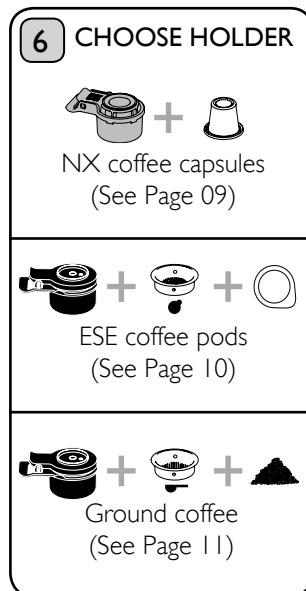 6 CHOOSE HOLDER
NX coffee capsules
(See Page 09)
ESE coffee pods
(See Page 10)
Ground coffee
(See Page 11)